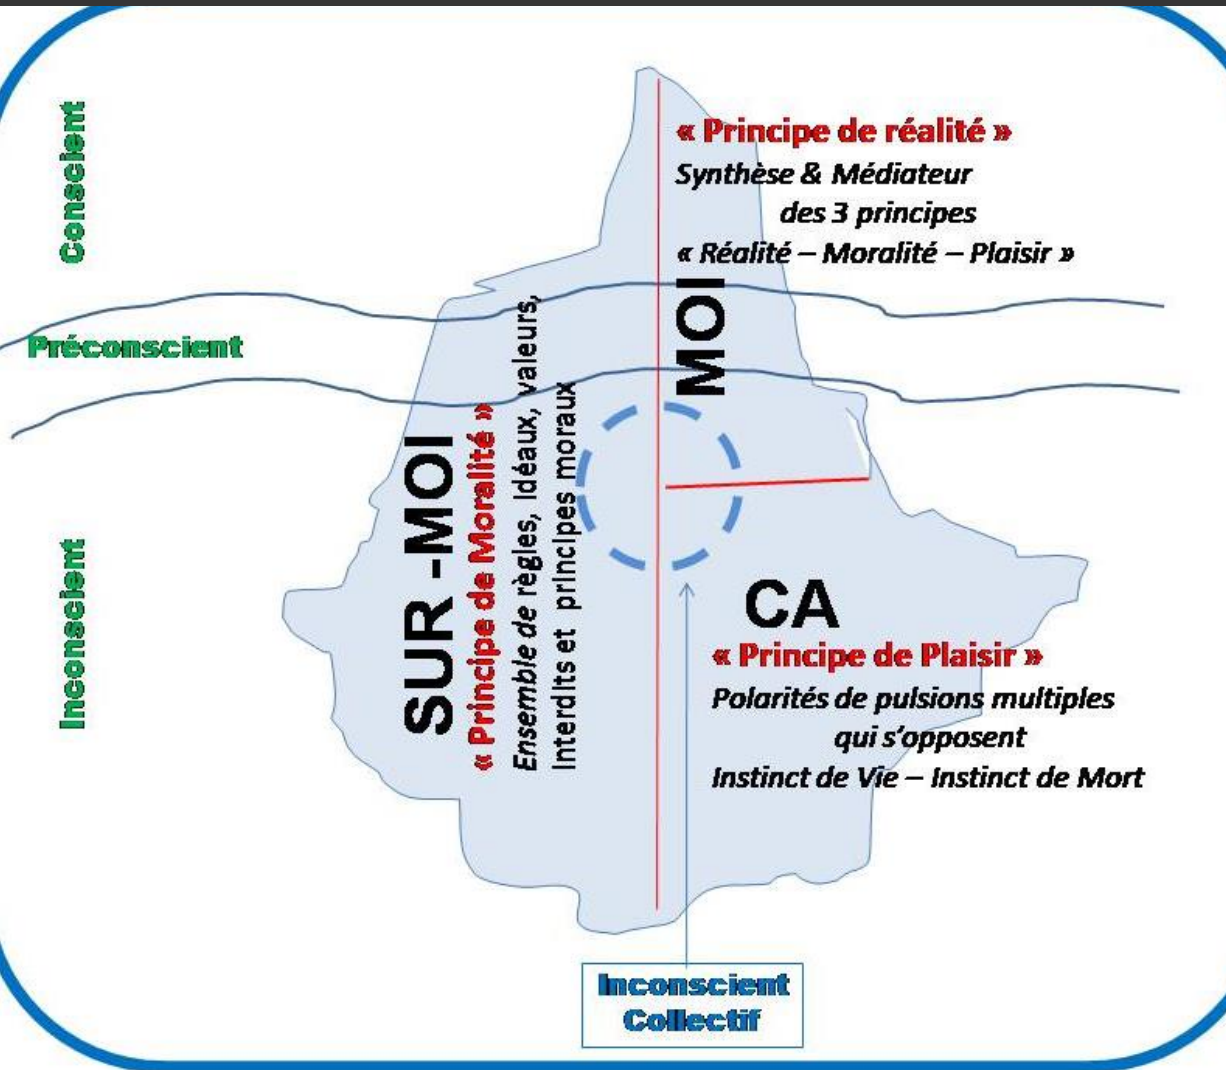 Conscient
« Principe de réalité »
Synthèse & Médiateur
des 3 principes
« Réalité – Moralité – Plaisir »
MOI
Préconscient
SUR -MOI
« Principe de Moralité »
Ensemble de règles, Idéaux, valeurs,
Interdits et principes moraux
Inconscient
CA
« Principe de Plaisir »
Polarités de pulsions multiples
qui s'opposent
Instinct de Vie – Instinct de Mort
Inconscient
Collectif